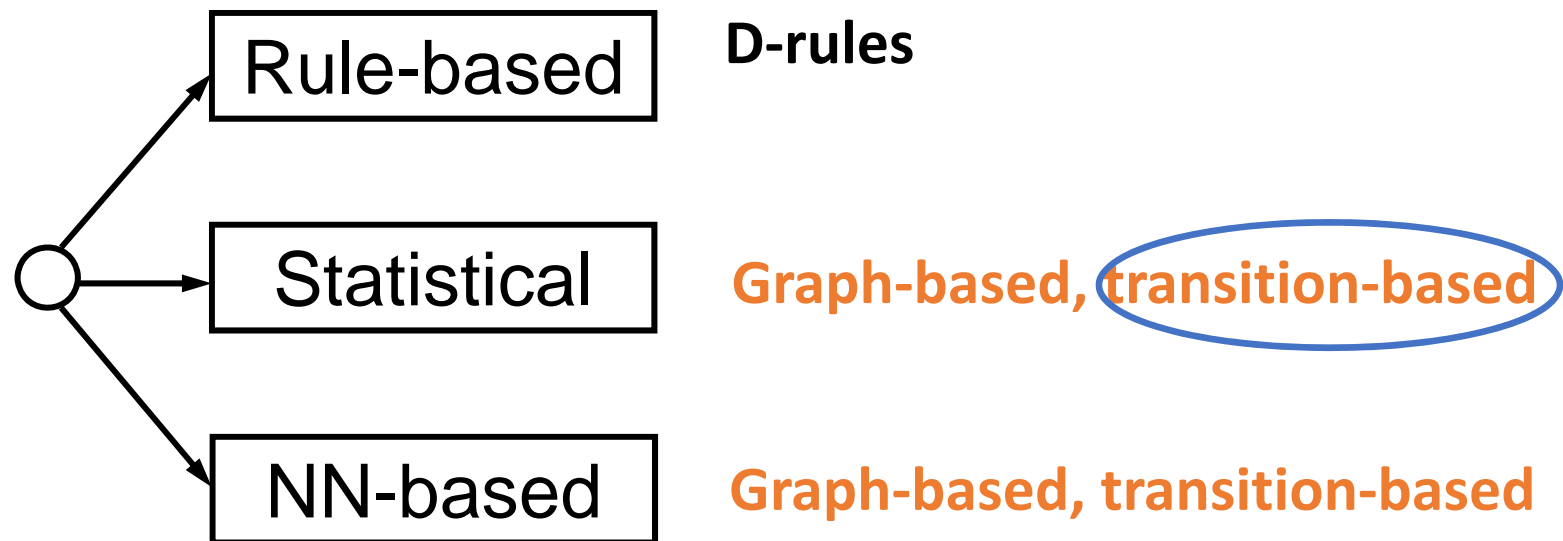 Rule-based D-rules
Statistical Graph-based, transition-based
NN-based Graph-based, transition-based